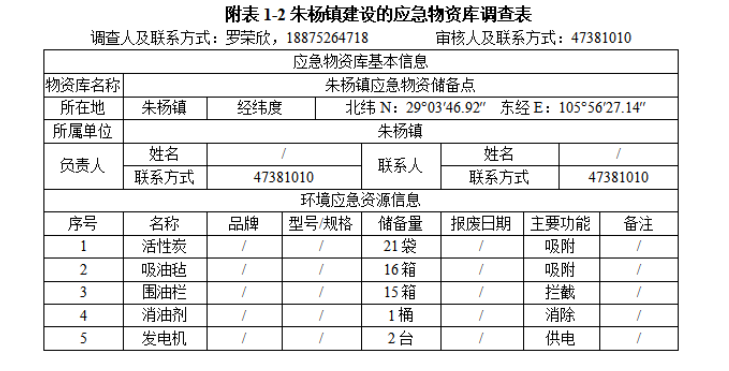 附表 1-2 朱杨镇建设的应急物资库调查表
调查人及联系方式：罗荣欣，18875264718 审核人及联系方式：47381010
应急物资库基本信息
物资库名称 朱杨镇应急物资储备点
所在地 朱杨镇 经纬度 北纬 N：29°03′46.92″ 东经 E：105°56′27.14″
所属单位 朱杨镇
负责人 姓名 / 联系人 姓名 /
联系方式 47381010 联系方式 47381010
环境应急资源信息
序号 名称 品牌 型号/规格 储备量 报废日期 主要功能 备注
1 活性炭 / / 21 袋 / 吸附 /
2 吸油毡 / / 16 箱 / 吸附 /
3 围油栏 / / 15 箱 / 拦截 /
4 消油剂 / / 1 桶 / 消除 /
5 发电机 / / 2 台 / 供电 /